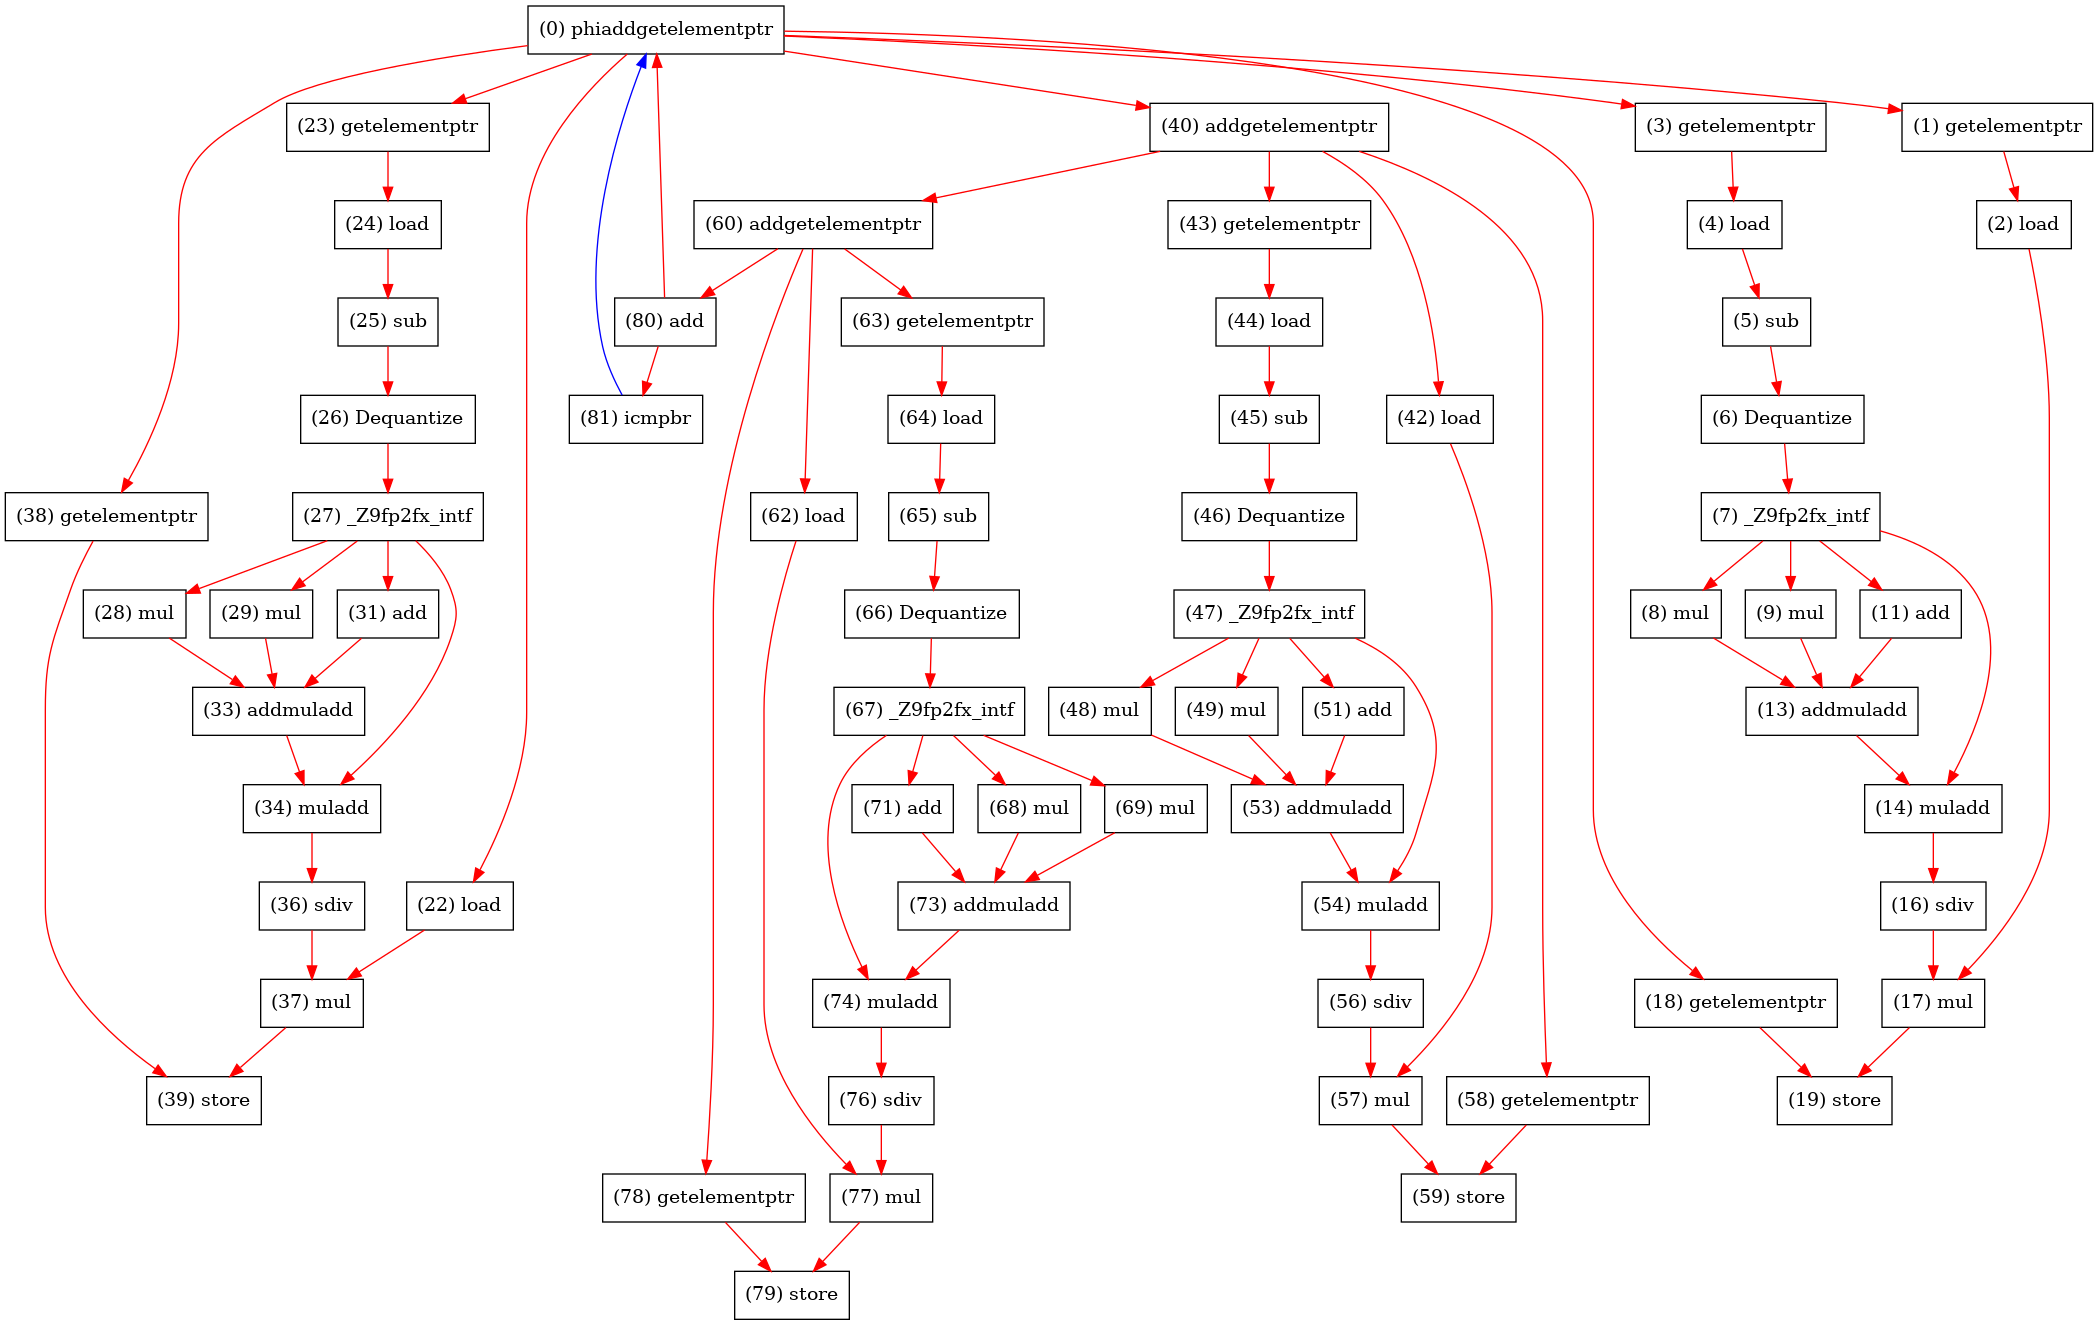 (0) phiaddgetelementptr
(23) getelementptr
(40) addgetelementptr
(3) getelementptr
(1) getelementptr
(24) load
(60) addgetelementptr
(43) getelementptr
(4) load
(2) load
(25) sub
(80) add
(63) getelementptr
(44) load
(5) sub
(26) Dequantize
(81) icmpbr
(64) load
(45) sub
(42) load
(6) Dequantize
(38) getelementptr
(27) _Z9fp2fx_intf
(62) load
(65) sub
(46) Dequantize
(7) _Z9fp2fx_intf
(28) mul
(29) mul
(31) add
(66) Dequantize
(47) _Z9fp2fx_intf
(8) mul
(9) mul
(11) add
(33) addmuladd
(67) _Z9fp2fx_intf
(48) mul
(49) mul
(51) add
(13) addmuladd
(34) muladd
(71) add
(68) mul
(69) mul
(53) addmuladd
(14) muladd
(36) sdiv
(22) load
(73) addmuladd
(54) muladd
(16) sdiv
(37) mul
(74) muladd
(56) sdiv
(18) getelementptr
(17) mul
(39) store
(76) sdiv
(57) mul
(58) getelementptr
(19) store
(78) getelementptr
(77) mul
(59) store
(79) store